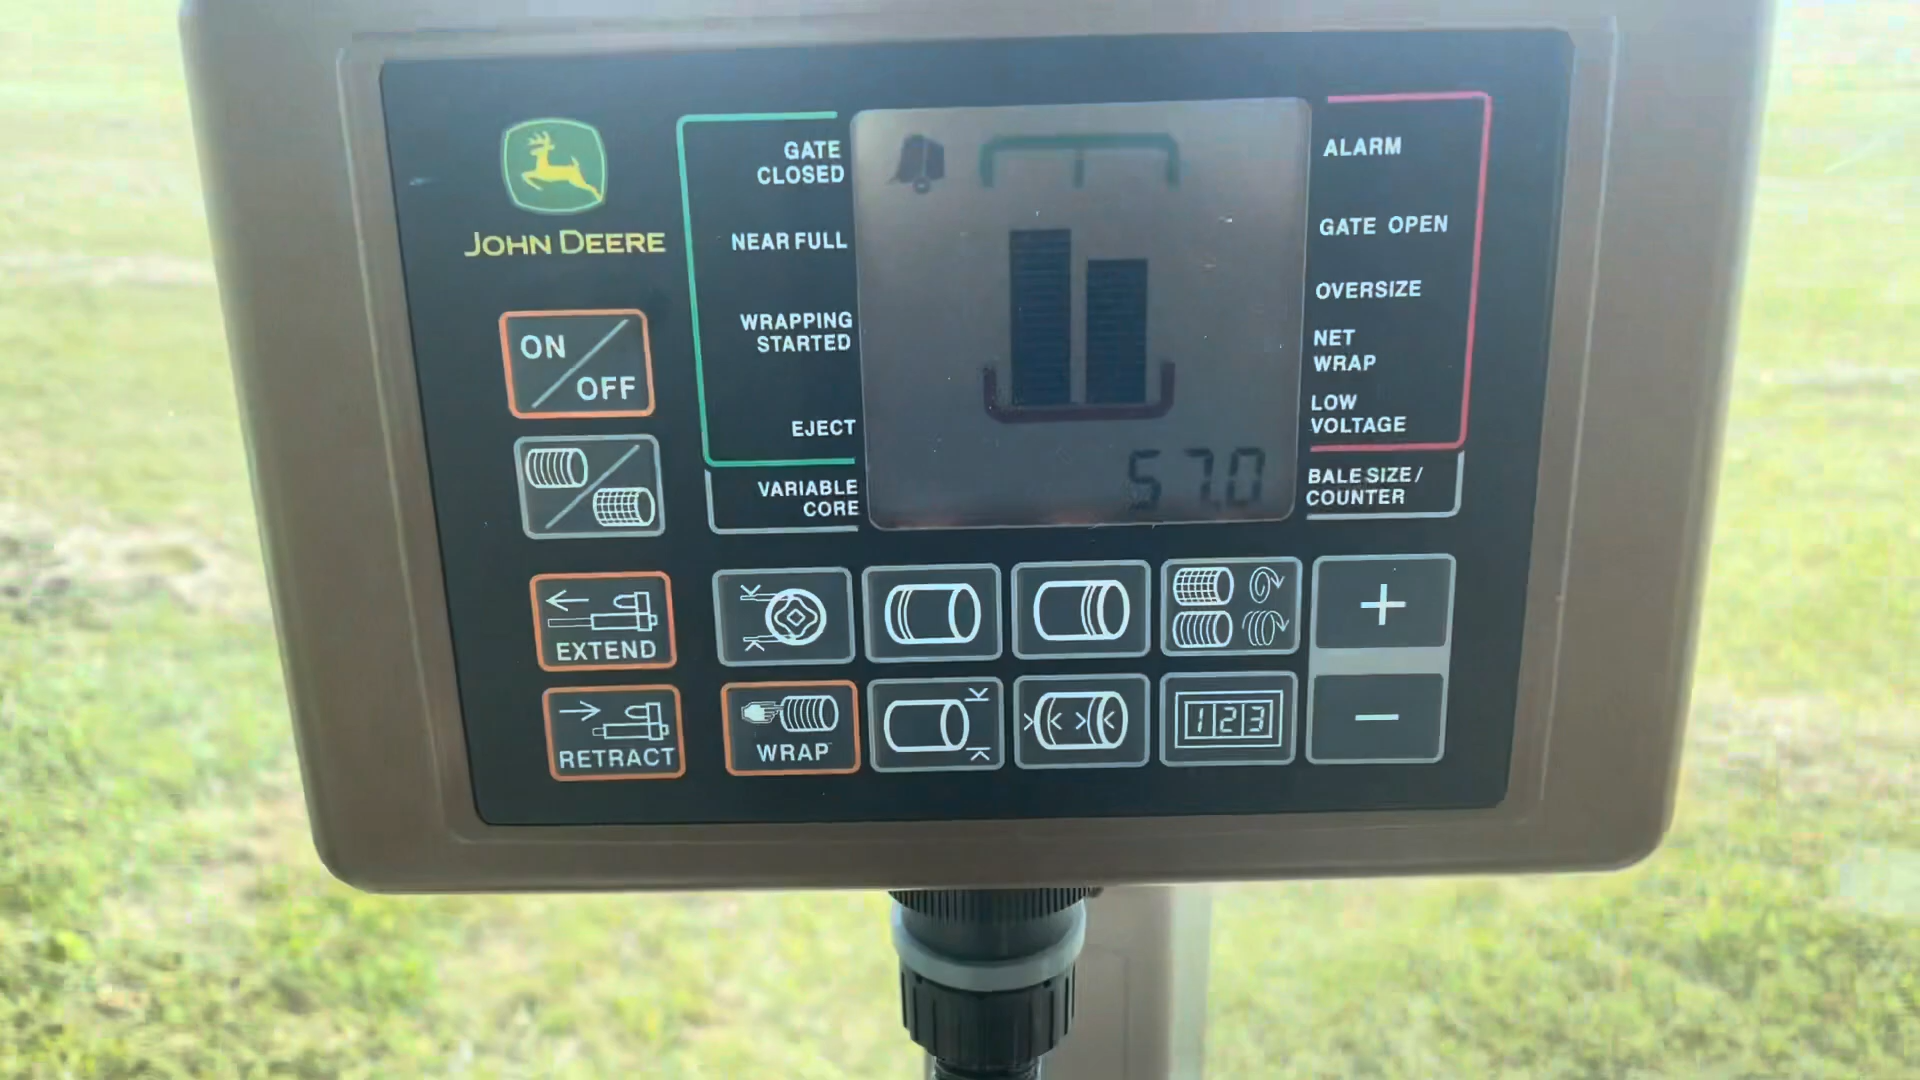 JOHN DEERE
ON
OFF
GATE
CLOSED
NEAR FULL
WRAPPING
STARTED
EJECT
VARIABLE
CORE
57.0
ALARM
GATE OPEN
OVERSIZE
NET
WRAP
LOW
VOLTAGE
BALE SIZE /
COUNTER
EXTEND
+
RETRACT
WRAP
123
−